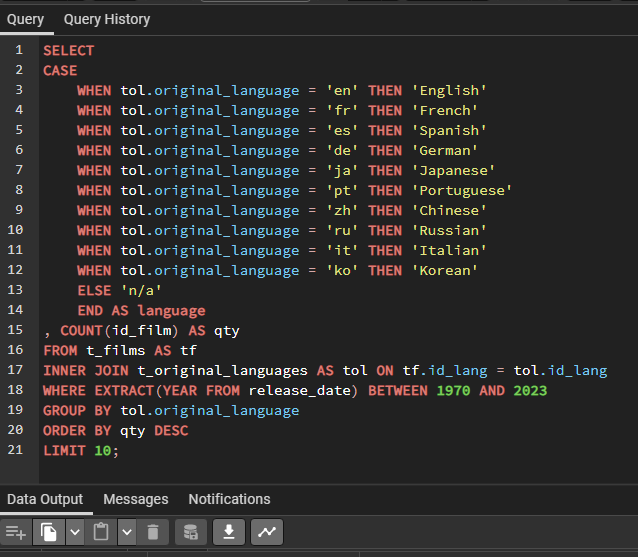 Query Query History
1 SELECT
2 CASE
3 WHEN tol.original_language = 'en' THEN 'English'
4 WHEN tol.original_language = 'fr' THEN 'French'
5 WHEN tol.original_language = 'es' THEN 'Spanish'
6 WHEN tol.original_language = 'de' THEN 'German'
7 WHEN tol.original_language = 'ja' THEN 'Japanese'
8 WHEN tol.original_language = 'pt' THEN 'Portuguese'
9 WHEN tol.original_language = 'zh' THEN 'Chinese'
10 WHEN tol.original_language = 'ru' THEN 'Russian'
11 WHEN tol.original_language = 'it' THEN 'Italian'
12 WHEN tol.original_language = 'ko' THEN 'Korean'
13 ELSE 'n/a'
14 END AS language
15 , COUNT(id_film) AS qty
16 FROM t_films AS tf
17 INNER JOIN t_original_languages AS tol ON tf.id_lang = tol.id_lang
18 WHERE EXTRACT(YEAR FROM release_date) BETWEEN 1970 AND 2023
19 GROUP BY tol.original_language
20 ORDER BY qty DESC
21 LIMIT 10;
Data Output Messages Notifications